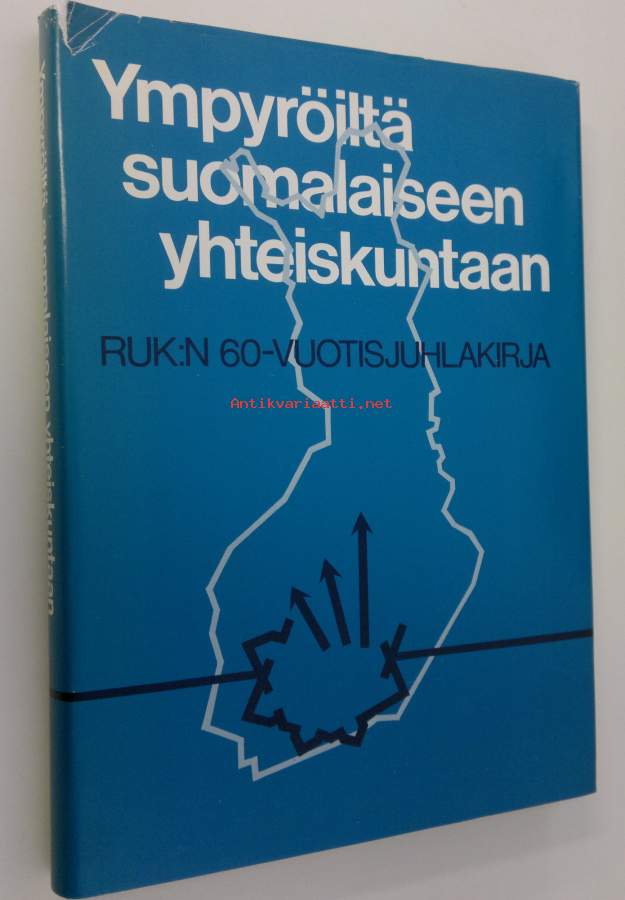 Ympyröiltä
suomalaiseen
yhteiskuntaan
RUK:N 60-VUOTISJUHLAKIRJA
Antikvariaatti.net
Ympyröiltä suomalaiseen yhteiskuntaan